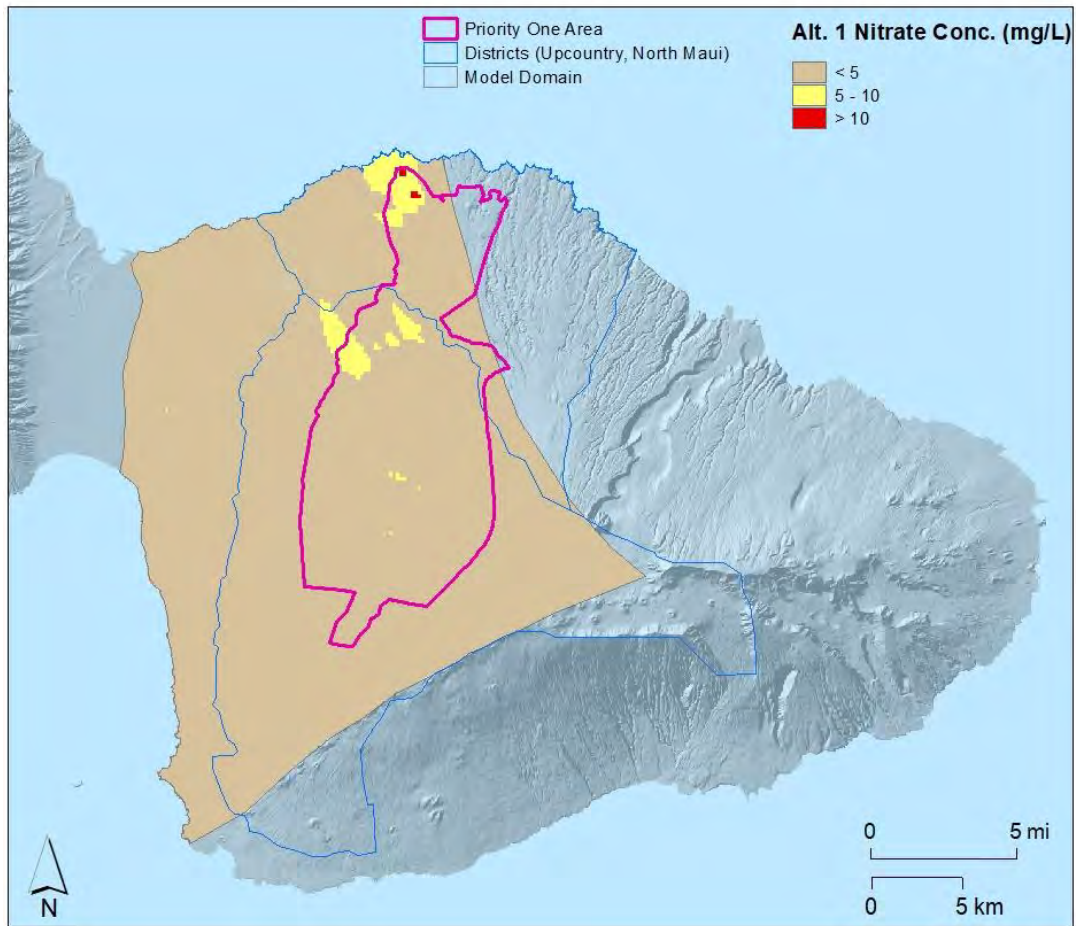 Priority One Area
Districts (Upcountry, North Maui)
Model Domain
Alt. 1 Nitrate Conc. (mg/L)
< 5
5 - 10
> 10
N
0 5 mi
0 5 km